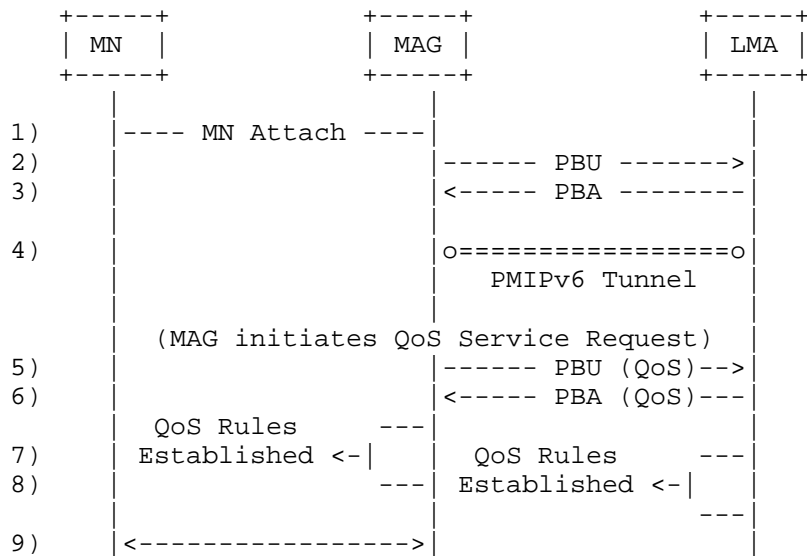 MN MAG LMA
1) ---- MN Attach ----
2) ------ PBU ------->
3) <----- PBA --------
4) o=================o
PMIPv6 Tunnel
(MAG initiates QoS Service Request)
5) ------ PBU (QoS)-->
6) <----- PBA (QoS)---
QoS Rules ---
7) Established <- QoS Rules ---
8) --- Established <-
---
9) <----------------->